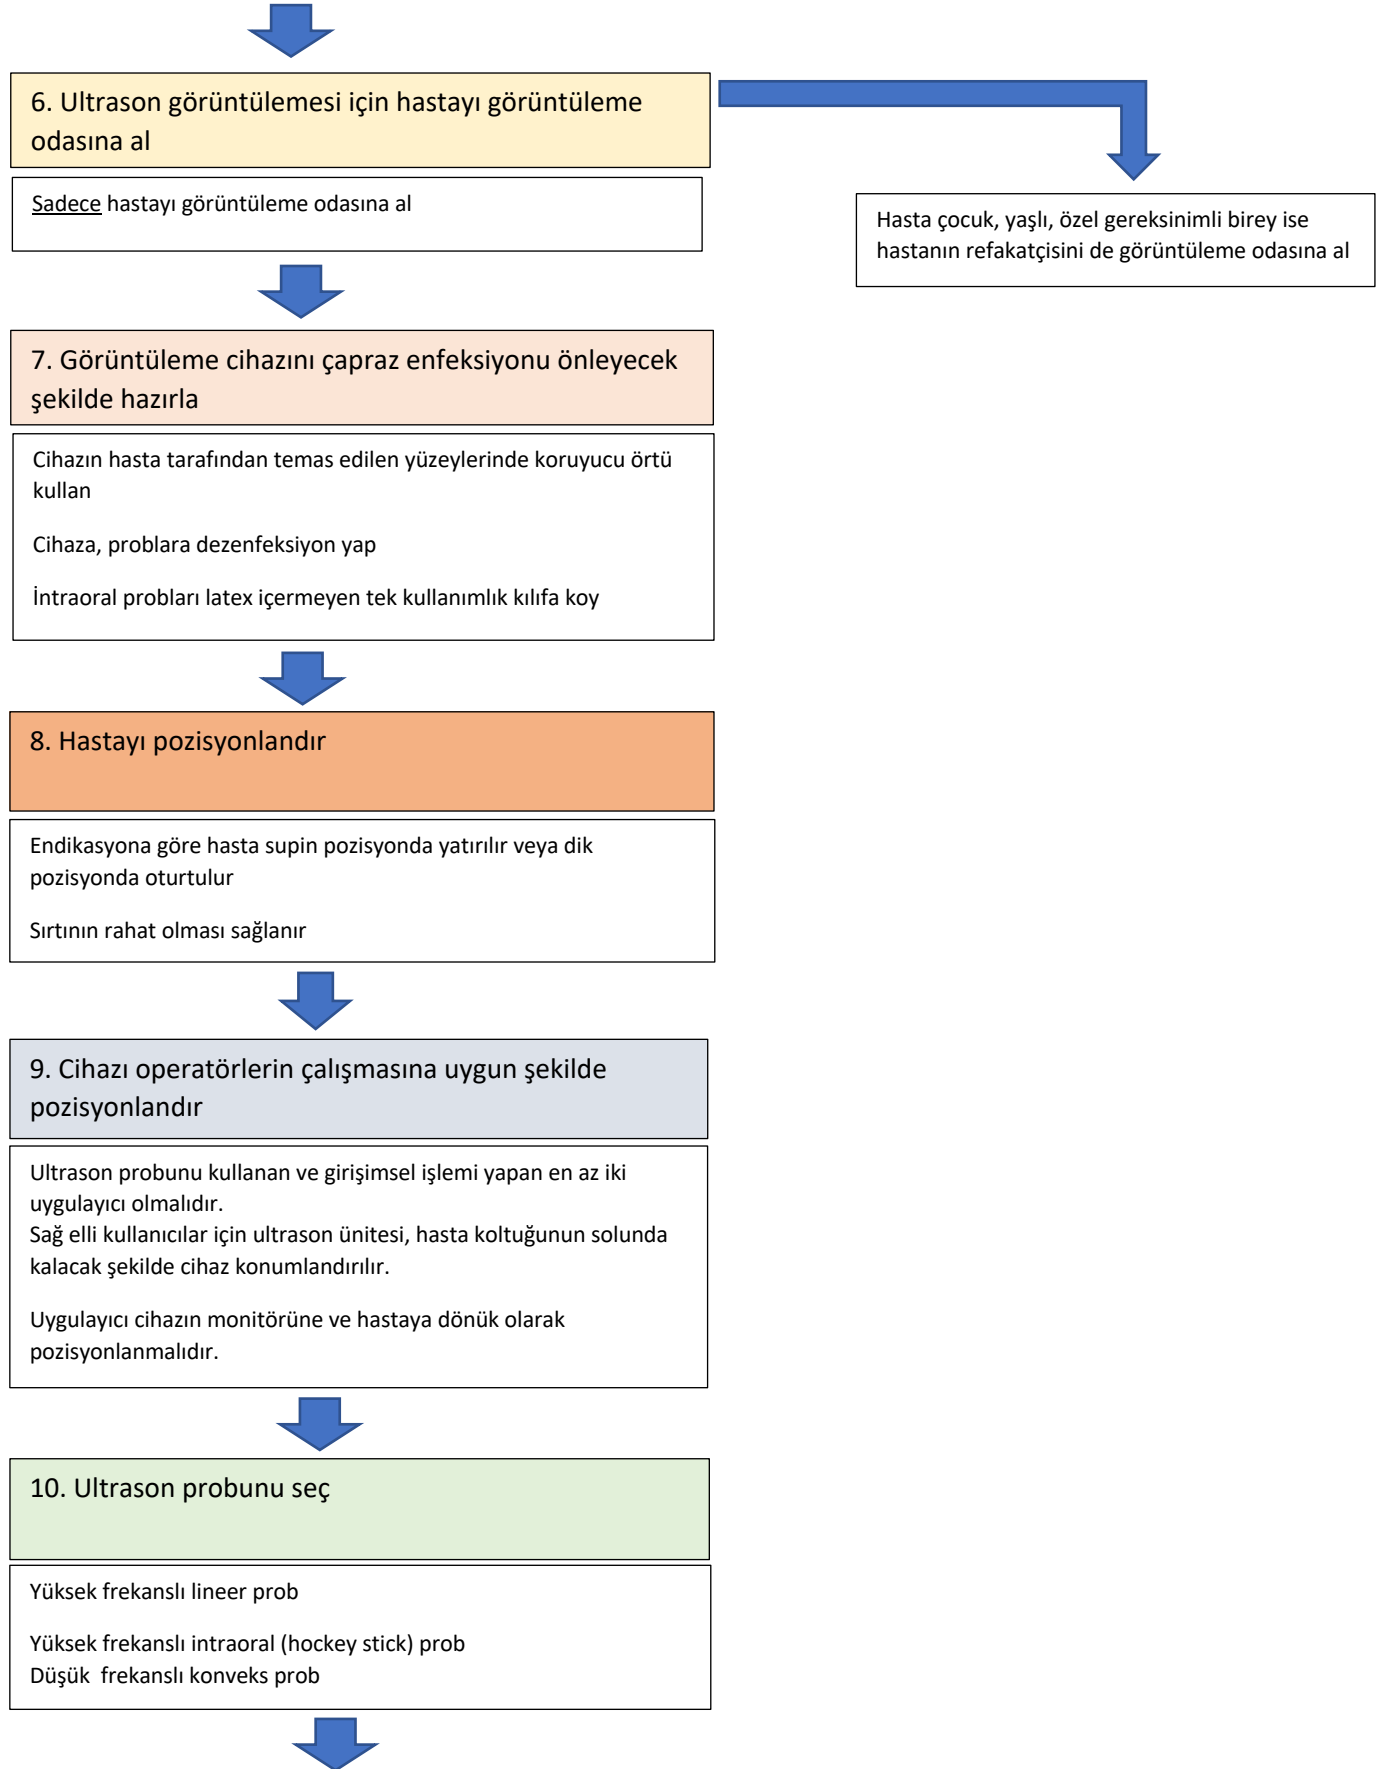 6. Ultrason görüntülemesi için hastayı görüntüleme
odasına al
Sadece hastayı görüntüleme odasına al
Hasta çocuk, yaşlı, özel gereksinimli birey ise
hastanın refakatçisini de görüntüleme odasına al
7. Görüntüleme cihazını çapraz enfeksiyonu önleyecek
şekilde hazırla
Cihazın hasta tarafından temas edilen yüzeylerinde koruyucu örtü
kullan
Cihaza, problara dezenfeksiyon yap
İntraoral probları latex içermeyen tek kullanımlık kılıfa koy
8. Hastayı pozisyonlandır
Endikasyona göre hasta supin pozisyonda yatırılır veya dik
pozisyonda oturtulur
Sırtının rahat olması sağlanır
9. Cihazı operatörlerin çalışmasına uygun şekilde
pozisyonlandır
Ultrason probunu kullanan ve girişimsel işlemi yapan en az iki
uygulayıcı olmalıdır.
Sağ elli kullanıcılar için ultrason ünitesi, hasta koltuğunun solunda
kalacak şekilde cihaz konumlandırılır.
Uygulayıcı cihazın monitörüne ve hastaya dönük olarak
pozisyonlanmalıdır.
10. Ultrason probunu seç
Yüksek frekanslı lineer prob
Yüksek frekanslı intraoral (hockey stick) prob
Düşük  frekanslı konveks prob